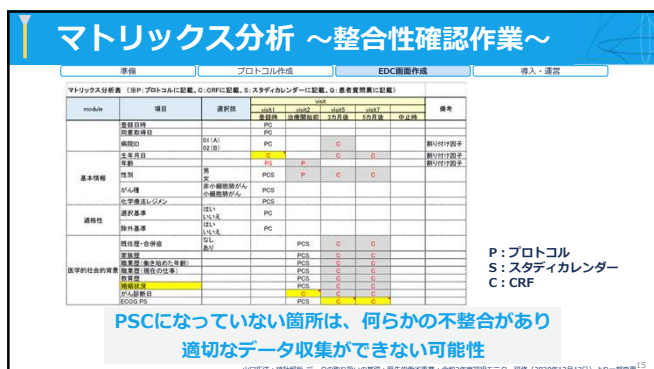 マトリックス分析 ～整合性確認作業～
準備 プロトコル作成 EDC画面作成 導入・運営
マトリックス分析表 （※P：プロトコルに記載、C：CRFに記載、S：スタディカレンダーに記載、Q：患者質問票に記載）
module 項目 選択肢 visit 備考
visit1 visit2 visit5 visit7
登録時 治療開始前 3カ月後 5カ月後 中止時
登録日時 PC
同意取得日 PC
病院ID 01(A) PC C 割り付け因子
02(B)
基本情報 生年月日 C C C 割り付け因子
年齢 PS P 割り付け因子
性別 男 PCS P C C
女
がん種 非小細胞肺がん PCS
小細胞肺がん
化学療法レジメン PCS
適格性 選択基準 はい PC
いいえ
除外基準 はい PC
いいえ
医学的社会的背景 既往歴・合併症 なし PCS C C
あり
家族歴 PCS C C
職業歴(働き始めた年齢) PCS C C
職業歴(現在の仕事) PCS C C
教育歴 PCS C C
婚姻状況 PCS C C
がん診断日 C C C
ECOG PS PCS C C
P：プロトコル
S：スタディカレンダー
C：CRF
PSCになっていない箇所は、何らかの不整合があり
適切なデータ収集ができない可能性
15